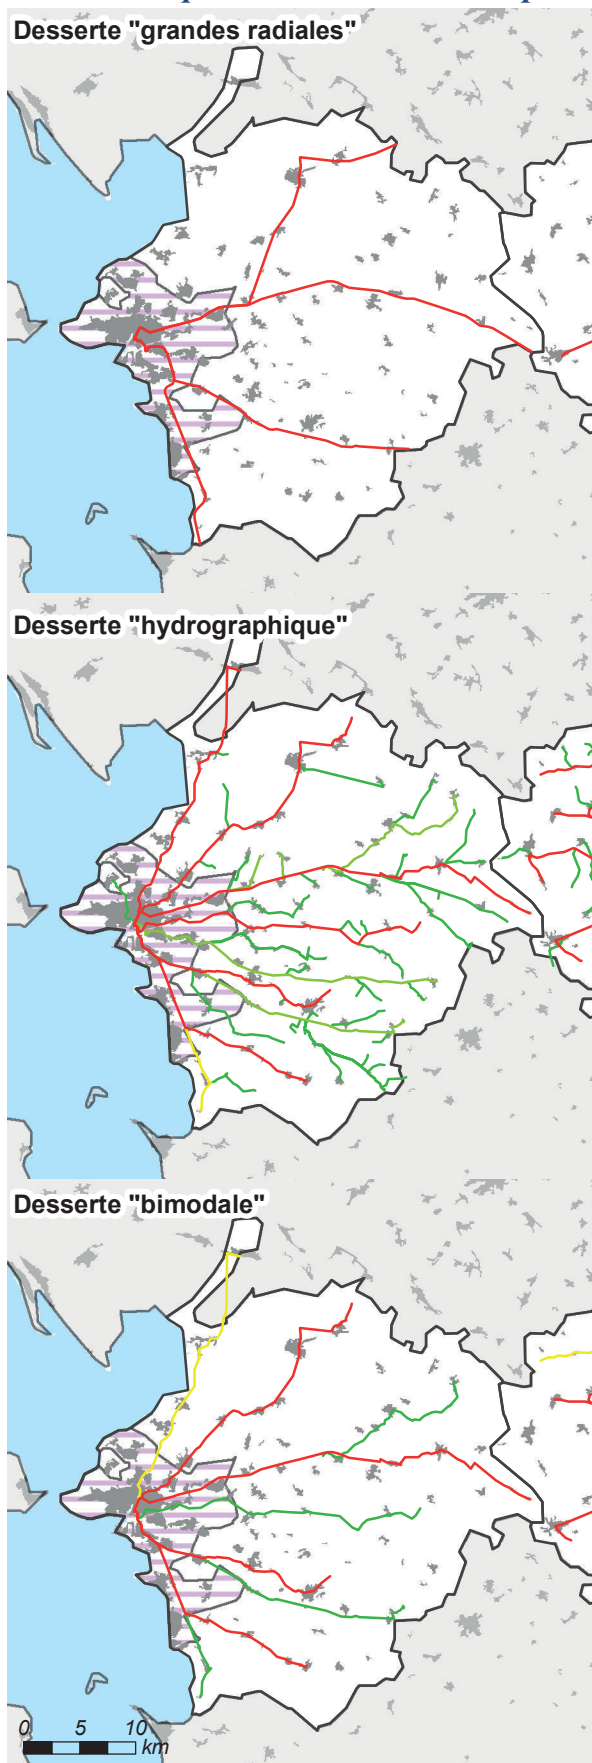 Desserte "grandes radiales"
Desserte "hydrographique"
Desserte "bimodale"
0 5 10
km